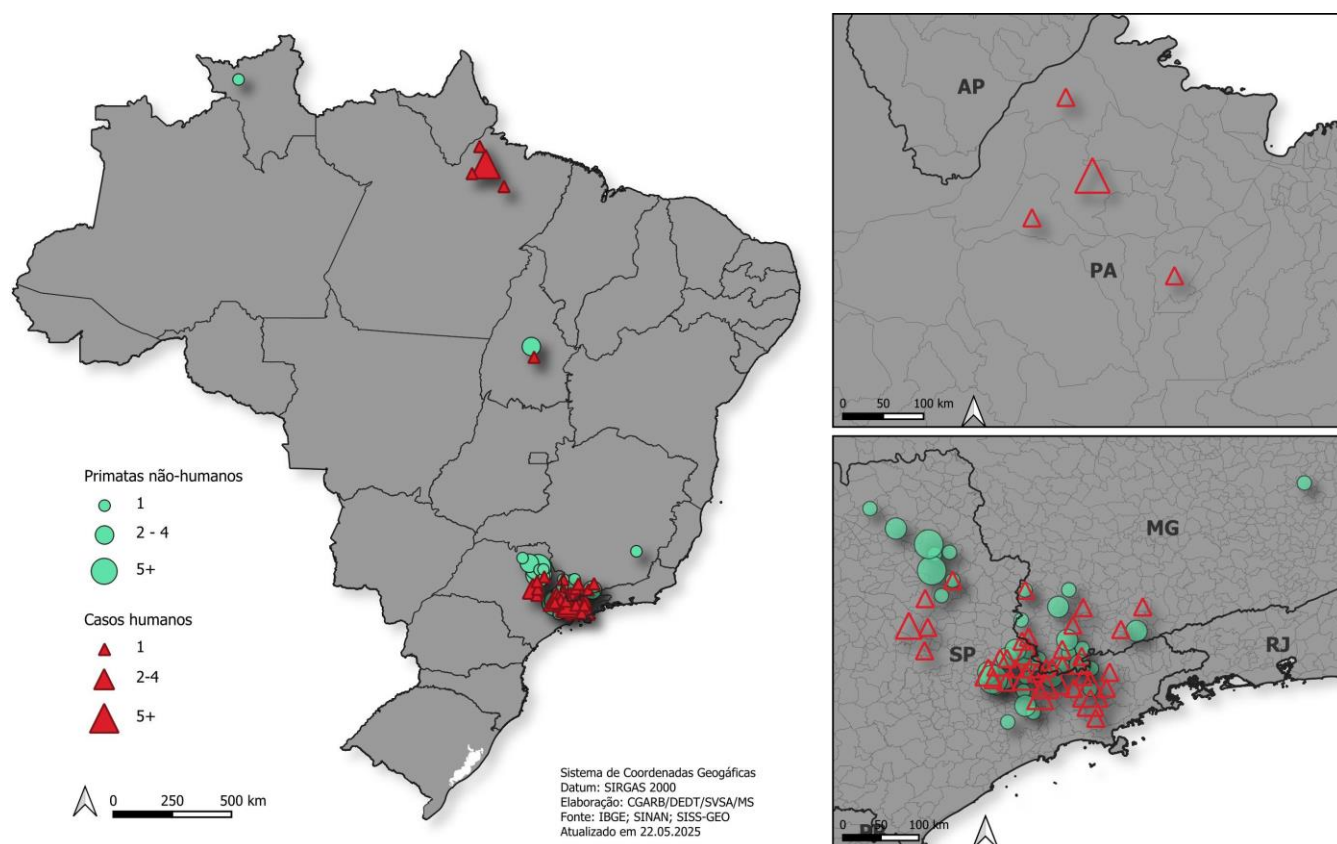 Primatas não-humanos
1
2 - 4
5+
Casos humanos
1
2-4
5+
0 250 500 km
Sistema de Coordenadas Geogáficas
Datum: SIRGAS 2000
Elaboração: CGARB/DEDT/SVSA/MS
Fonte: IBGE; SINAN; SISS-GEO
Atualizado em 22.05.2025
AP
PA
0 50 100 km
MG
RJ
SP
PR
0 50 100 km